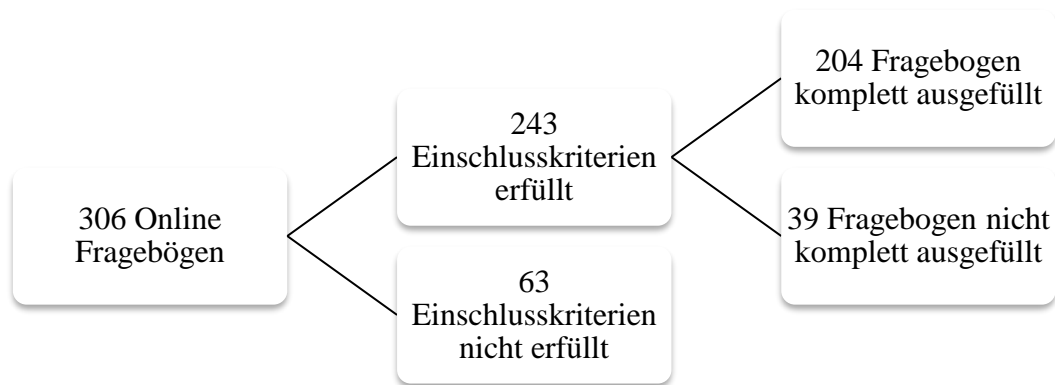 306 Online
Fragebögen
243
Einschlusskriterien
erfüllt
63
Einschlusskriterien
nicht erfüllt
204 Fragebogen
komplett ausgefüllt
39 Fragebogen nicht
komplett ausgefüllt